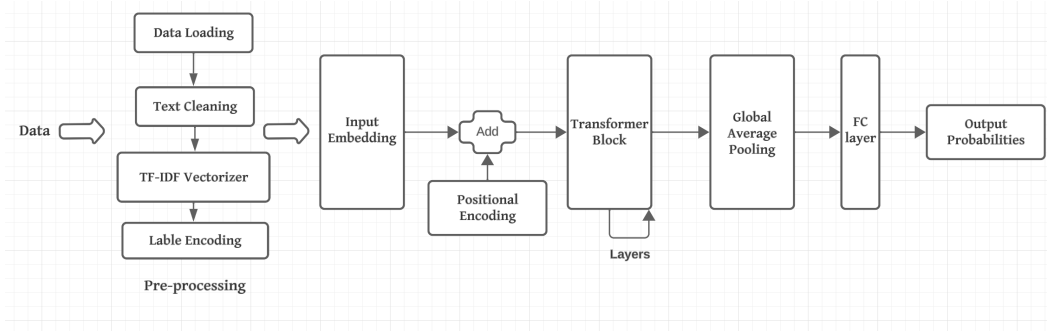 Data
Data Loading
Text Cleaning
TF-IDF Vectorizer
Lable Encoding
Pre-processing
Input
Embedding
Add
Positional
Encoding
Transformer
Block
Layers
Global
Average
Pooling
FC
layer
Output
Probabilities